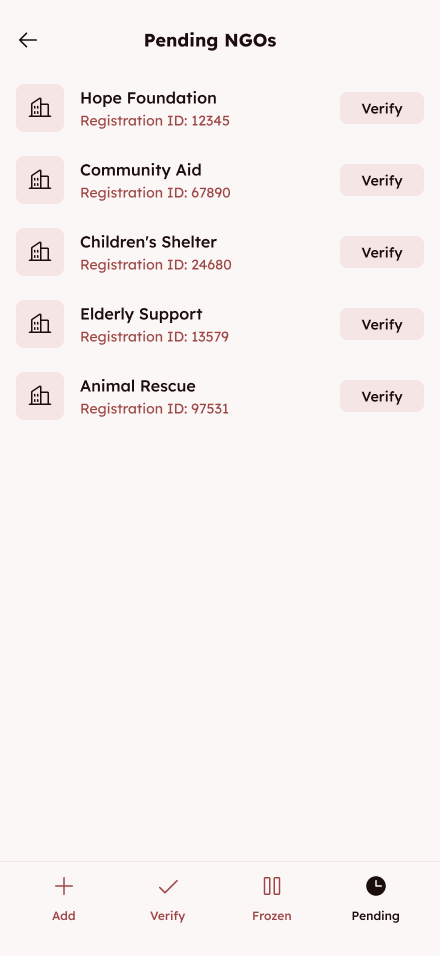 Pending NGOs
Hope Foundation
Registration ID: 12345
Verify
Community Aid
Registration ID: 67890
Verify
Children's Shelter
Registration ID: 24680
Verify
Elderly Support
Registration ID: 13579
Verify
Animal Rescue
Registration ID: 97531
Verify
Add
Verify
Frozen
Pending